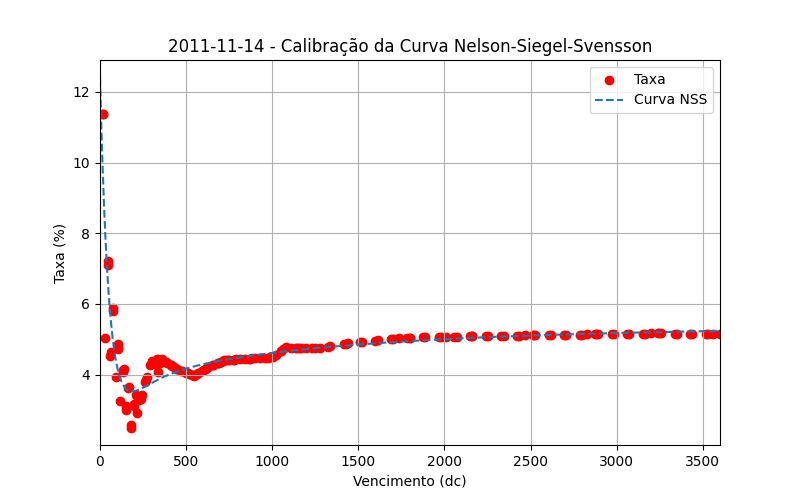 2011-11-14 - Calibração da Curva Nelson-Siegel-Svensson
Taxa
Curva NSS
Taxa (%)
12
10
8
6
4
0 500 1000 1500 2000 2500 3000 3500
Vencimento (dc)